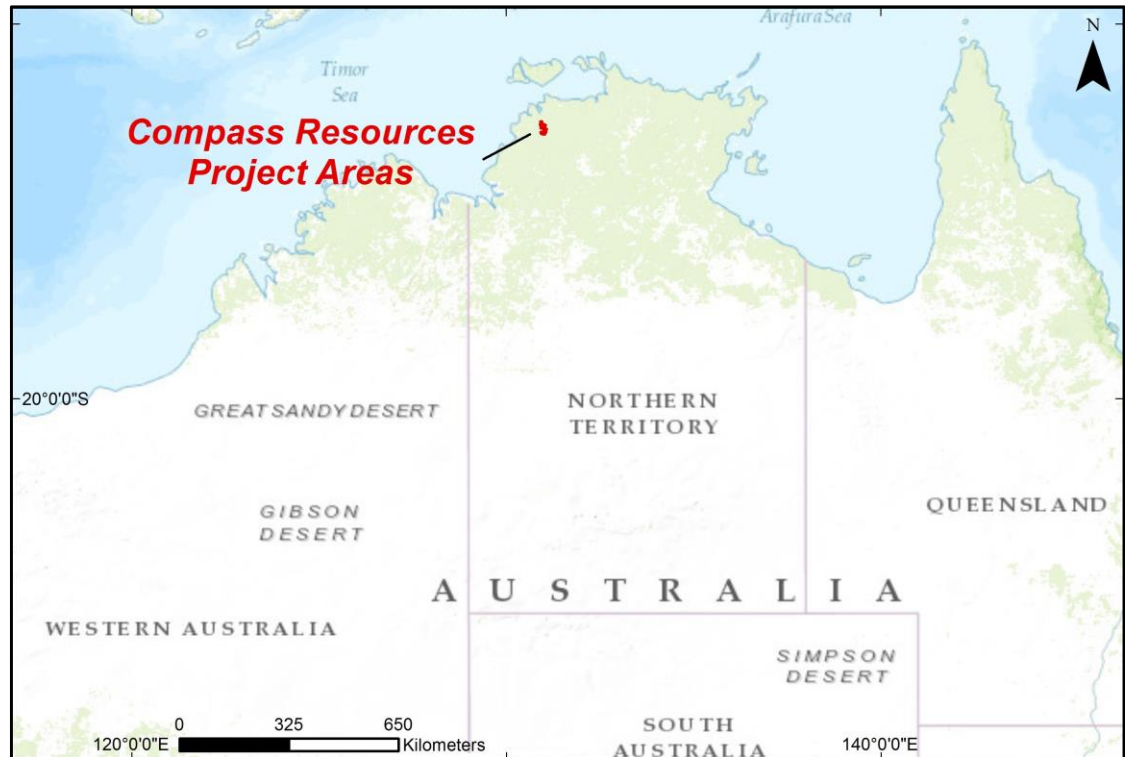 Arafura Sea
N
Timor
Sea
Compass Resources
Project Areas
20°0'0"S
GREAT SANDY DESERT
NORTHERN
TERRITORY
GIBSON
DESERT
QUEENSLAND
AUSTRALIA
WESTERN AUSTRALIA
SIMPSON
DESERT
0 325 650
Kilometers
SOUTH
AUSTRALIA
120°0'0"E
140°0'0"E